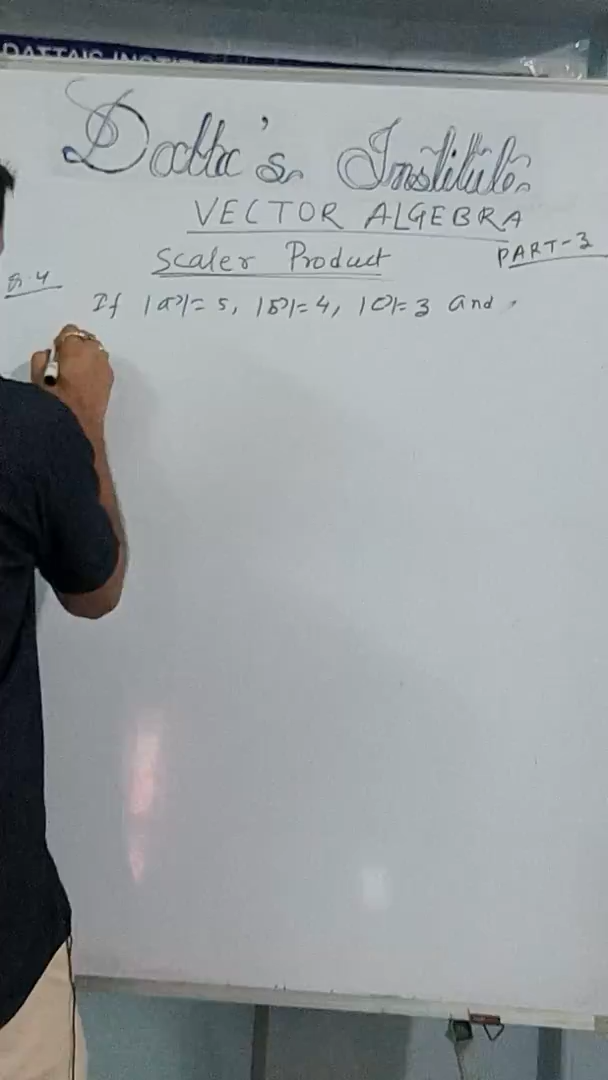 Datta's Institute.
VECTOR ALGEBRA
Scaler Product
PART-3
Q.4
If |a⃗|= 5, |b⃗|= 4, |c⃗|= 3 and